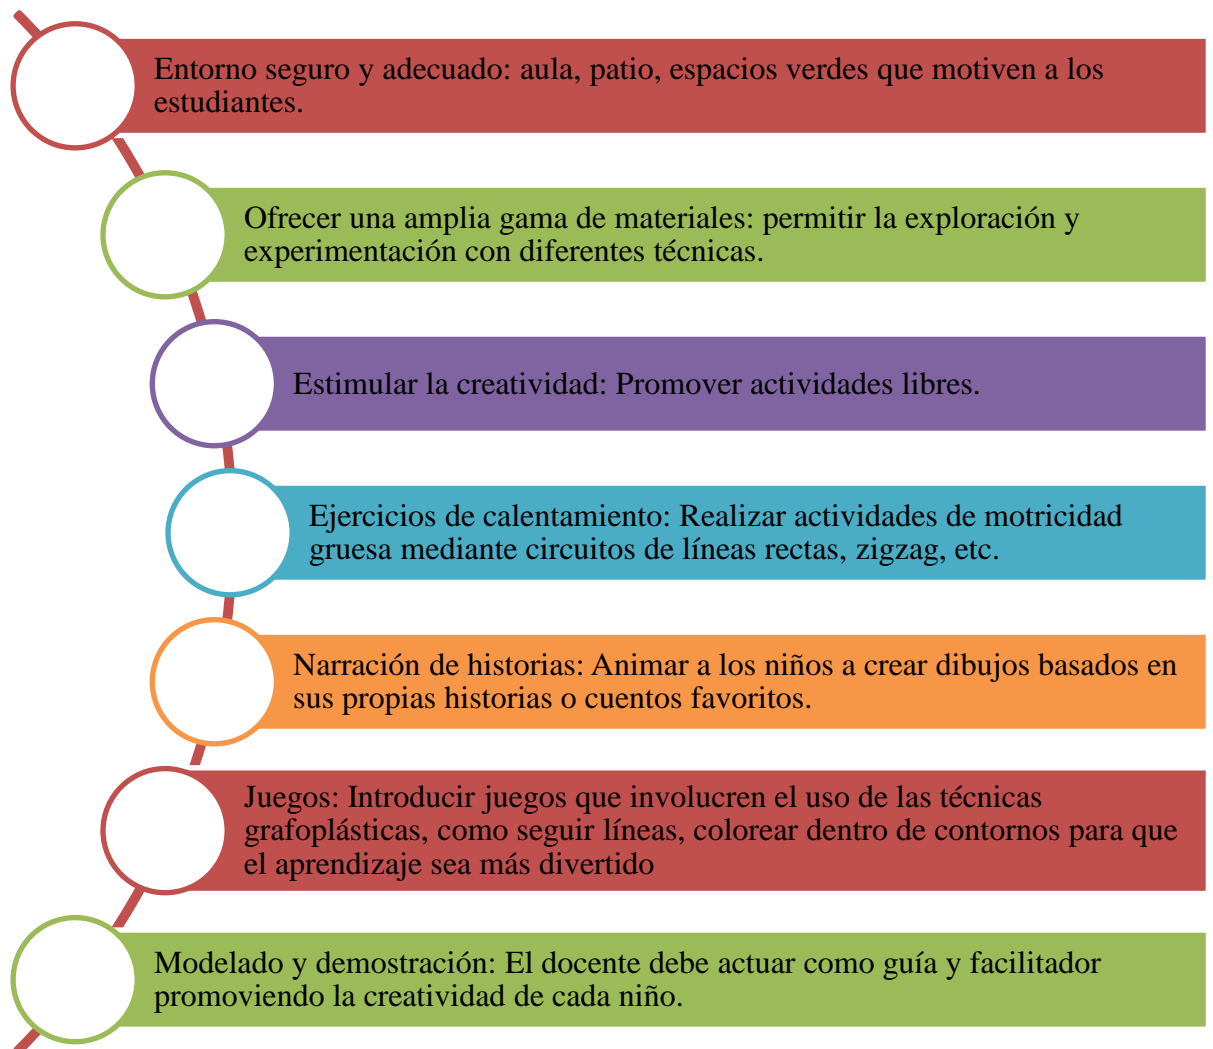 Entorno seguro y adecuado: aula, patio, espacios verdes que motiven a los
estudiantes.
Ofrecer una amplia gama de materiales: permitir la exploración y
experimentación con diferentes técnicas.
Estimular la creatividad: Promover actividades libres.
Ejercicios de calentamiento: Realizar actividades de motricidad
gruesa mediante circuitos de líneas rectas, zigzag, etc.
Narración de historias: Animar a los niños a crear dibujos basados en
sus propias historias o cuentos favoritos.
Juegos: Introducir juegos que involucren el uso de las técnicas
grafoplásticas, como seguir líneas, colorear dentro de contornos para que
el aprendizaje sea más divertido
Modelado y demostración: El docente debe actuar como guía y facilitador
promoviendo la creatividad de cada niño.